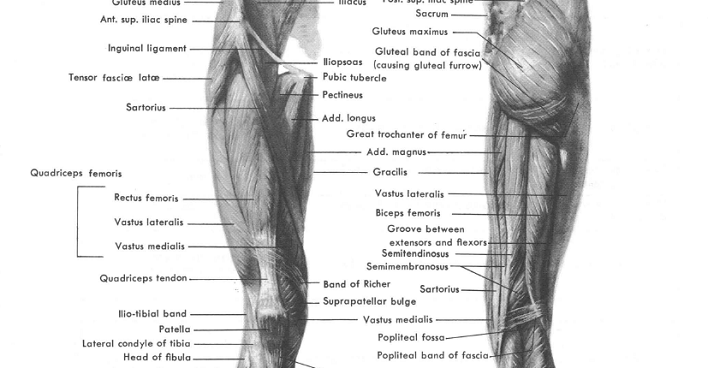 Gluteus medius
Iliacus
Post. sup. iliac spine
Ant. sup. iliac spine
Sacrum
Gluteus maximus
Inguinal ligament
Gluteal band of fascia
(causing gluteal furrow)
Iliopsoas
Tensor fasciæ latæ
Pubic tubercle
Pectineus
Sartorius
Add. longus
Great trochanter of femur
Add. magnus
Quadriceps femoris
Gracilis
Rectus femoris
Vastus lateralis
Biceps femoris
Vastus lateralis
Groove between
extensors and flexors
Vastus medialis
Semitendinosus
Semimembranosus
Quadriceps tendon
Band of Richer
Sartorius
Suprapatellar bulge
Ilio-tibial band
Vastus medialis
Patella
Popliteal fossa
Lateral condyle of tibia
Popliteal band of fascia
Head of fibula